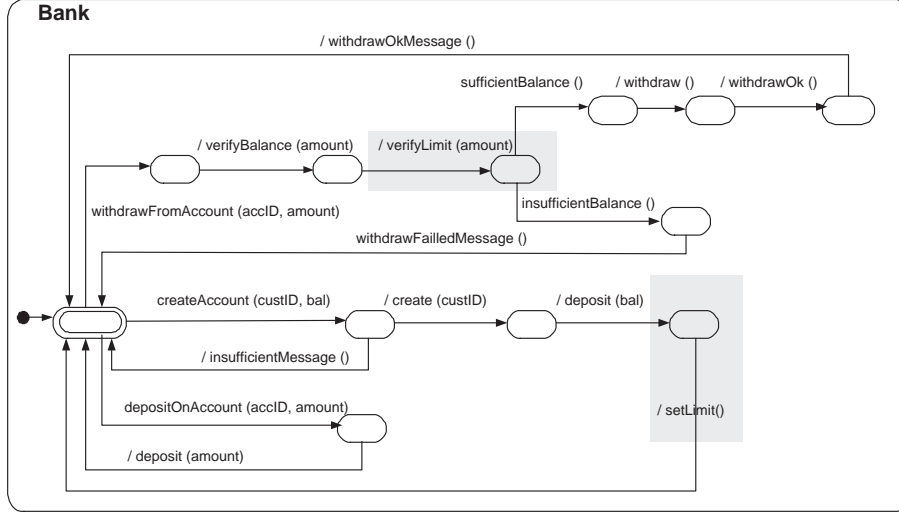 Bank
/ withdrawOkMessage ()
sufficientBalance ()
/ withdraw ()
/ withdrawOk ()
/ verifyBalance (amount)
/ verifyLimit (amount)
insufficientBalance ()
withdrawFromAccount (accID, amount)
withdrawFailledMessage ()
createAccount (custID, bal)
/ create (custID)
/ deposit (bal)
/ insufficientMessage ()
depositOnAccount (accID, amount)
/ setLimit()
/ deposit (amount)